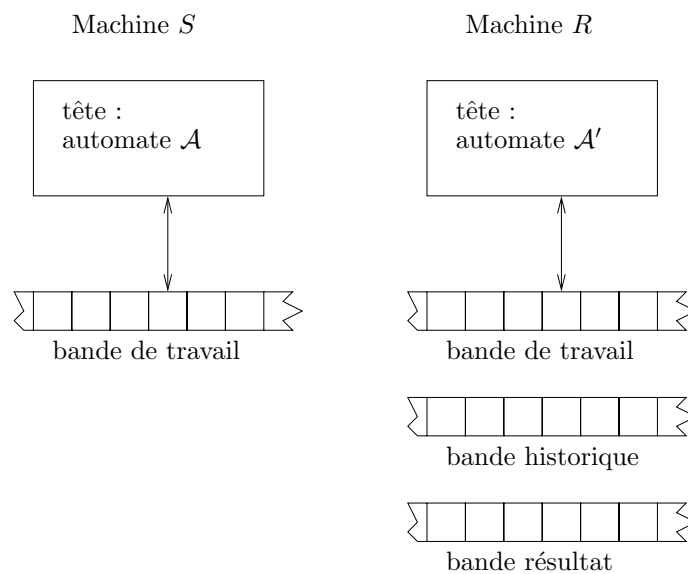 Machine S
Machine R
tête :
automate A
tête :
automate A'
bande de travail
bande de travail
bande historique
bande résultat